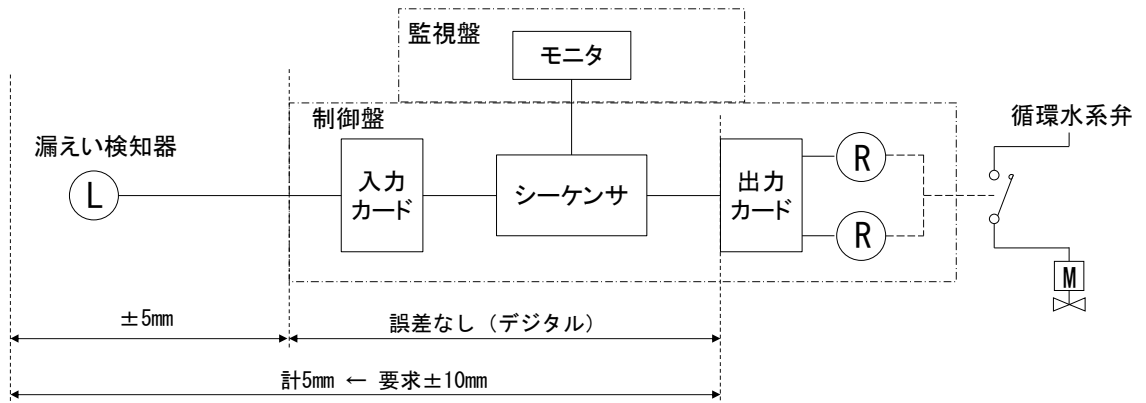 監視盤
モニタ
制御盤
循環水系弁
漏えい検知器
L
入力
カード
シーケンサ
出力
カード
R
R
M
±5mm
誤差なし（デジタル）
計5mm ← 要求±10mm